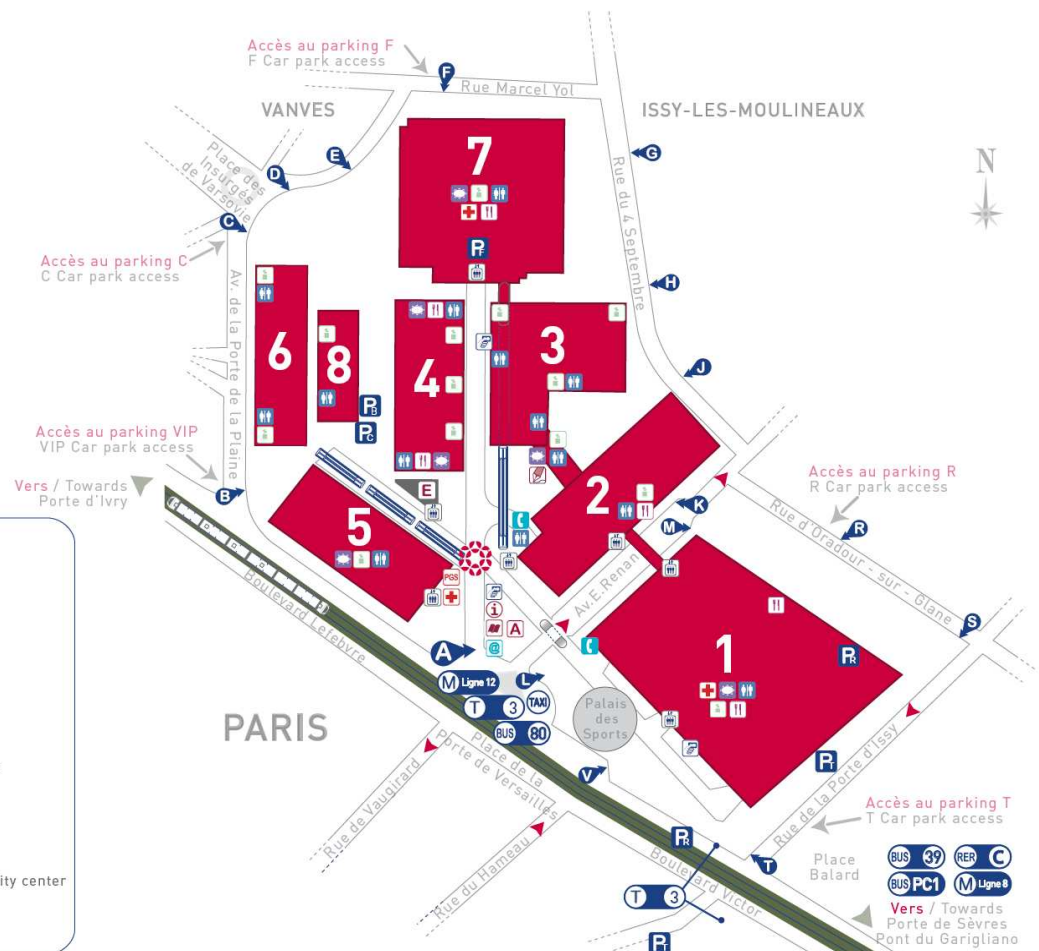 Accès au parking F
F Car park access
F
Rue Marcel Yol
VANVES
ISSY-LES-MOULINEAUX
7
G
E
D
Place des
Insurgés
de Varsovie
Rue du 4 Septembre
N
C
P F
Accès au parking C
C Car park access
H
Av. de la Porte de la Plaine
6
8
4
3
J
P B
P C
Accès au parking VIP
VIP Car park access
Vers / Towards
Porte d'Ivry
B
Accès au parking R
R Car park access
E
2
K
M
R
Rue d'Oradour - sur - Glane
5
Av.E.Renan
PGS
i
A
@
S
1
P R
A
M Ligne 12
L
T 3
TAXI
BUS 80
Palais
des
Sports
Boulevard Lefebvre
PARIS
Place de la
Porte de Versailles
V
P T
Rue de la Porte d'Issy
Rue de Vaugirard
Rue du Hameau
Accès au parking T
T Car park access
P R
T
Boulevard Victor
Place
Balard
BUS 39
RER C
BUS PC1
M Ligne 8
T 3
P T
Vers / Towards
Porte de Sèvres
Pont du Garigliano
ity center